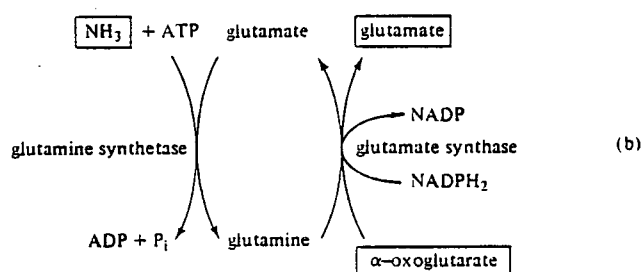 NH3 + ATP glutamate glutamate
NADP
glutamine synthetase glutamate synthase (b)
NADPH2
ADP + Pi glutamine
α-oxoglutarate